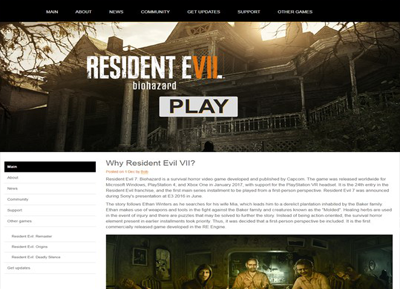 MAIN ABOUT NEWS COMMUNITY GET UPDATES SUPPORT OTHER GAMES
RESIDENT EVIL
biohazard
PLAY
Main
About
News
Community
Support
Other games
Resident Evil: Remaster
Resident Evil: Origins
Resident Evil: Deadly Silence
Get updates
Why Resident Evil VII?
Resident Evil 7: Biohazard is a survival horror video game developed and published by Capcom. The game was released worldwide for
Microsoft Windows, PlayStation 4, and Xbox One in January 2017, with support for the PlayStation VR headset. It is the 24th entry in the
Resident Evil franchise, and the first main series installment to be played from a first-person perspective. Resident Evil 7 was announced
during Sony's presentation at E3 2016 in June.
The story follows Ethan Winters as he searches for his wife Mia, which leads him to a derelict plantation inhabited by the Baker family.
Ethan makes use of weapons and tools in the fight against the Baker family and creatures known as the "Molded". Healing herbs are used
in the event of injury and there are puzzles that may be solved to further the story. Instead of being action oriented, the survival horror
element present in earlier installments took priority. Thus, it was decided that a first person perspective be included. It is the first
commercially released game developed in the RE Engine.